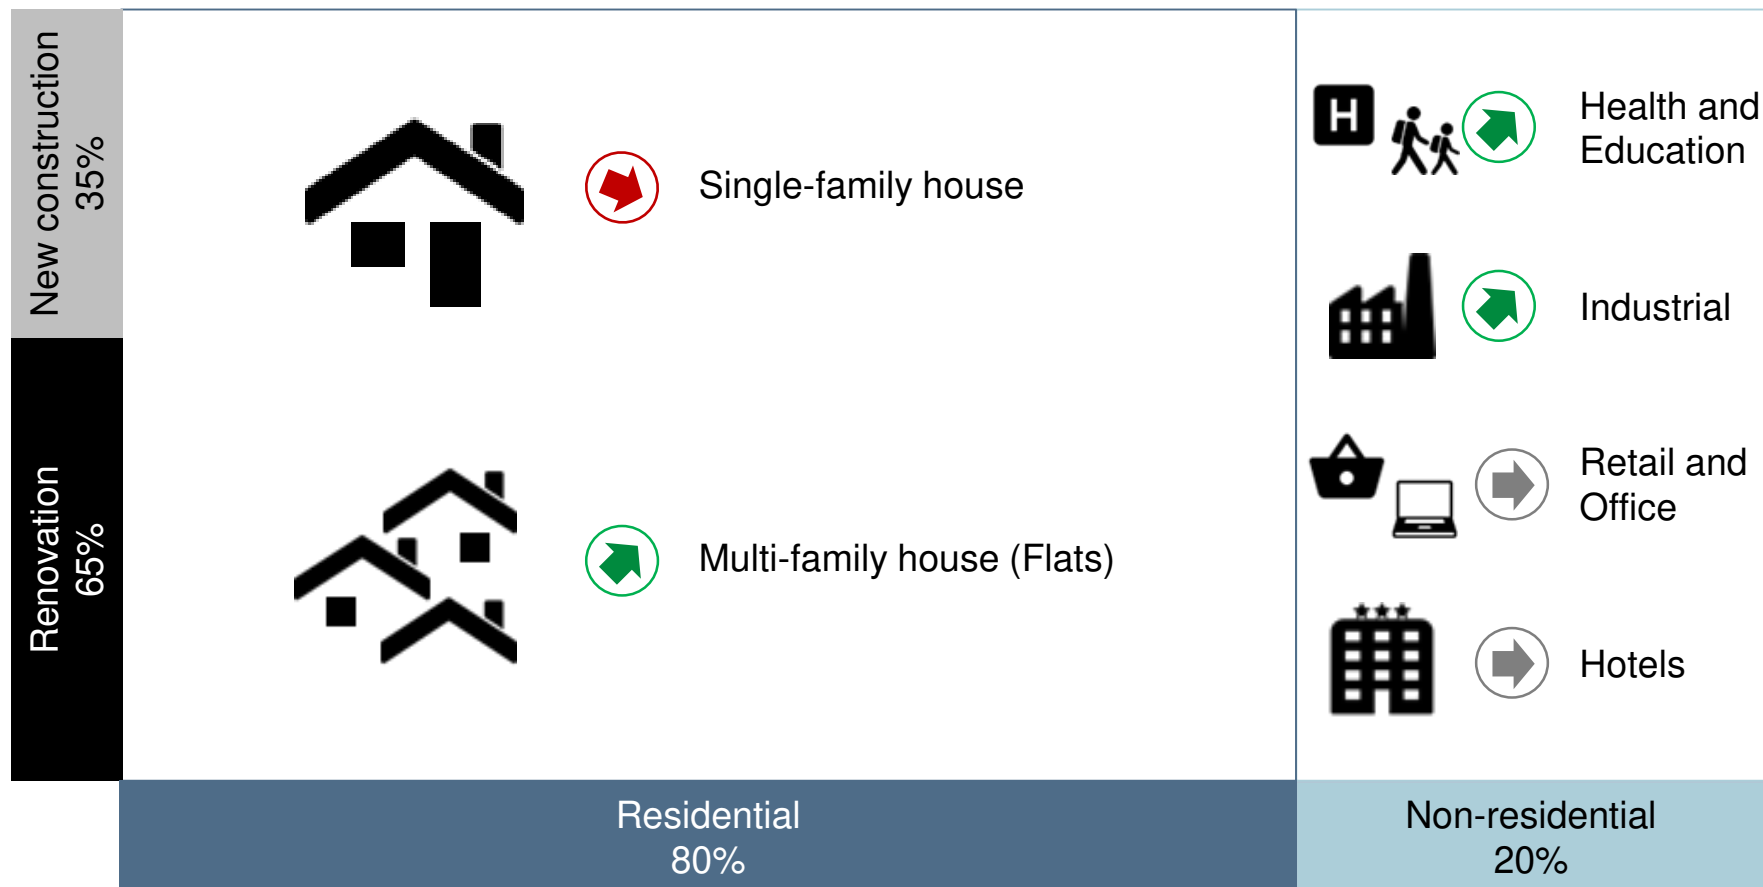 New construction
35%
Renovation
65%
Single-family house
Multi-family house (Flats)
H
Health and
Education
Industrial
Retail and
Office
Hotels
Residential
80%
Non-residential
20%